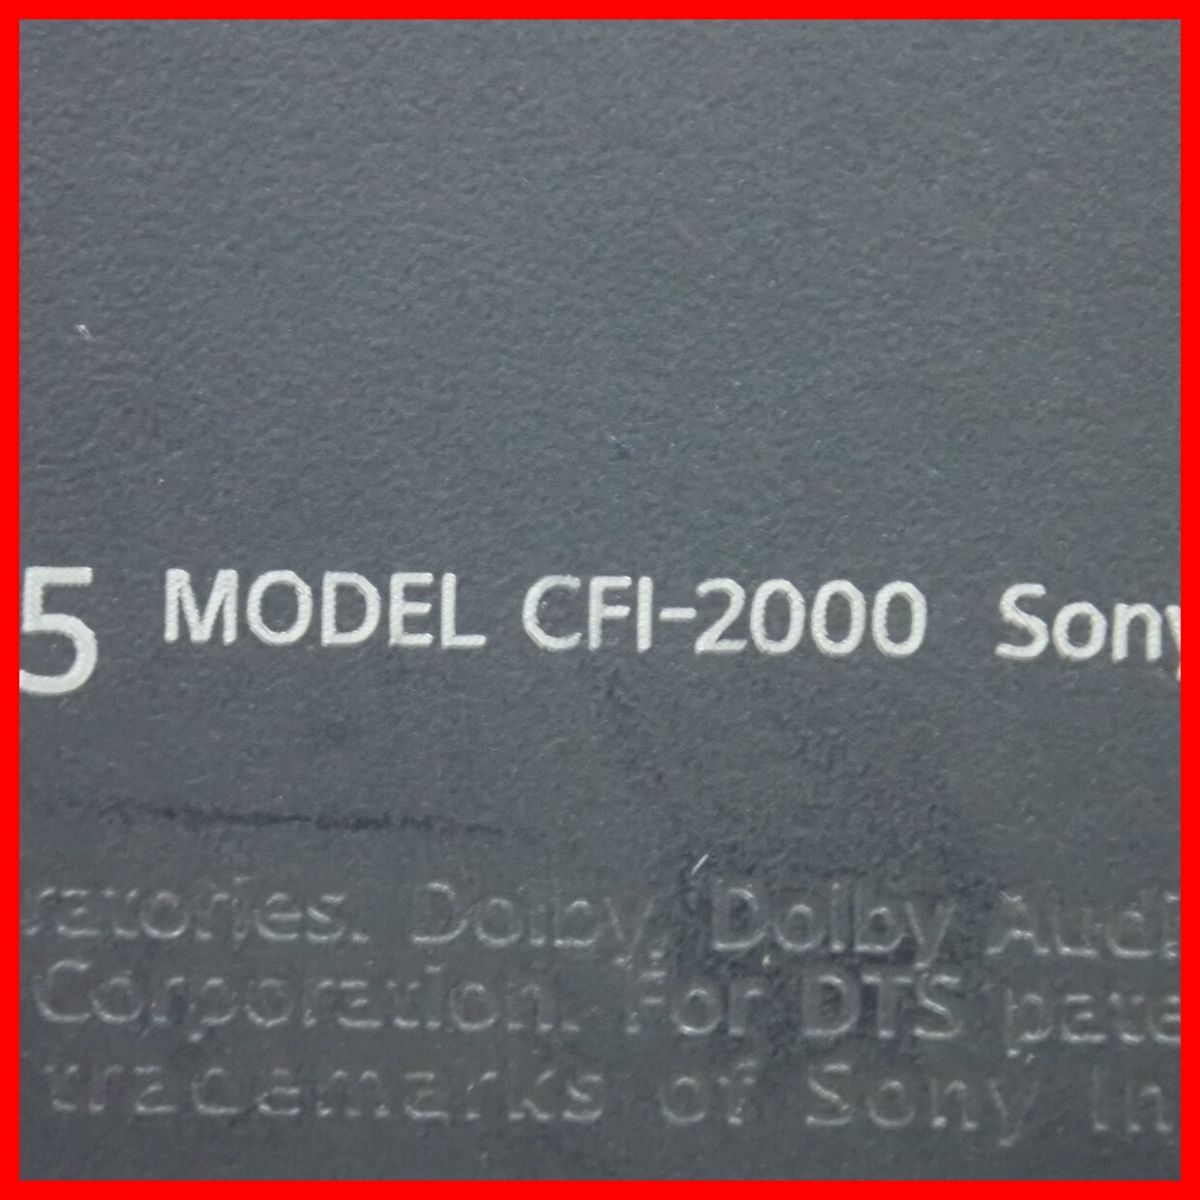 5 MODEL CFI-2000 Sony
ratories. Dolby, Dolby Audi
Corporation. For DTS pate
trademarks of Sony In